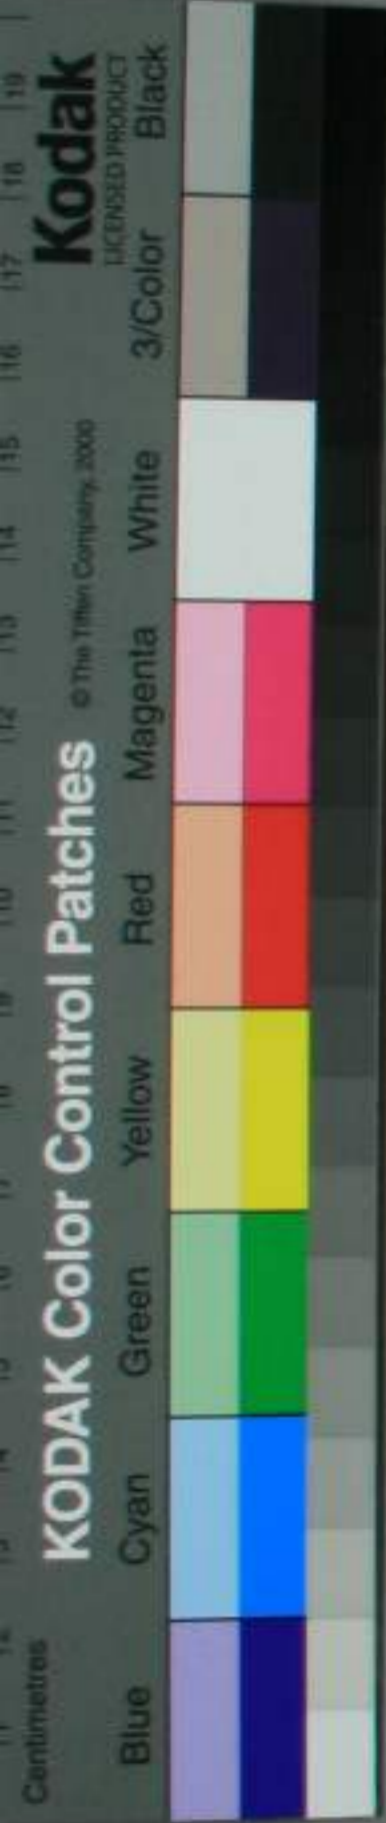 Centimetres
KODAK Color Control Patches
© The Tiffen Company, 2000
Kodak
LICENSED PRODUCT
Blue Cyan Green Yellow Red Magenta White 3/Color Black